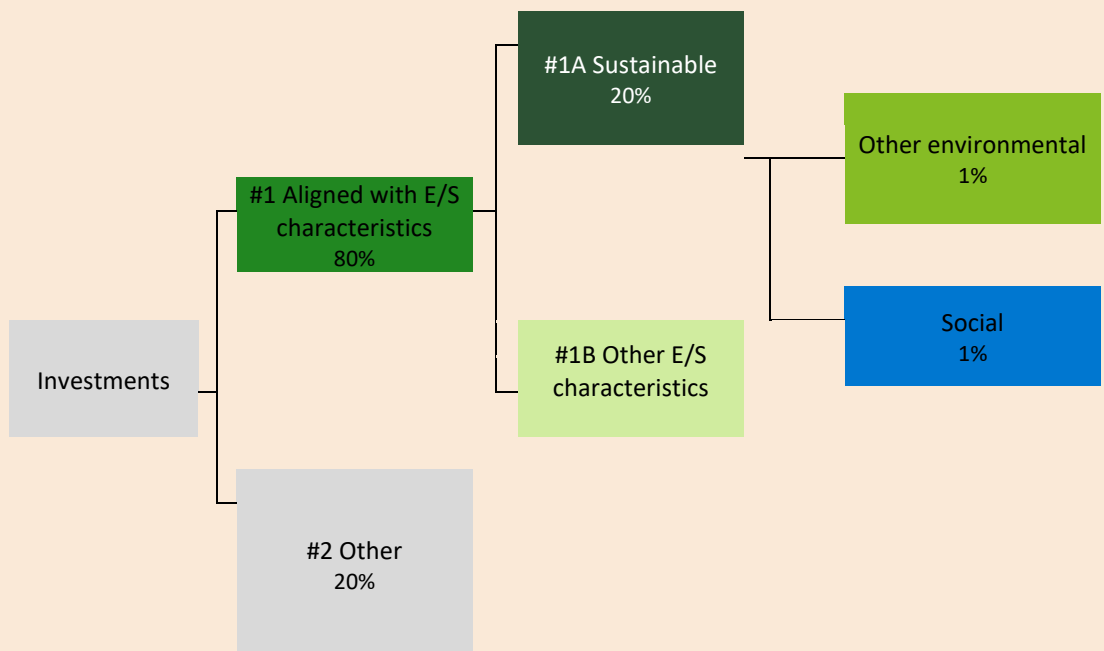 #1A Sustainable
20%
Other environmental
1%
#1 Aligned with E/S
characteristics
80%
Social
1%
#1B Other E/S
characteristics
Investments
#2 Other
20%